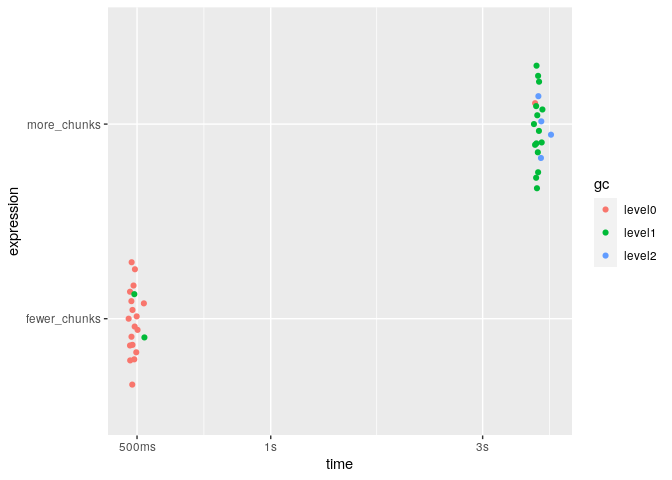 more_chunks
fewer_chunks
expression
500ms
1s
3s
time
gc
level0
level1
level2